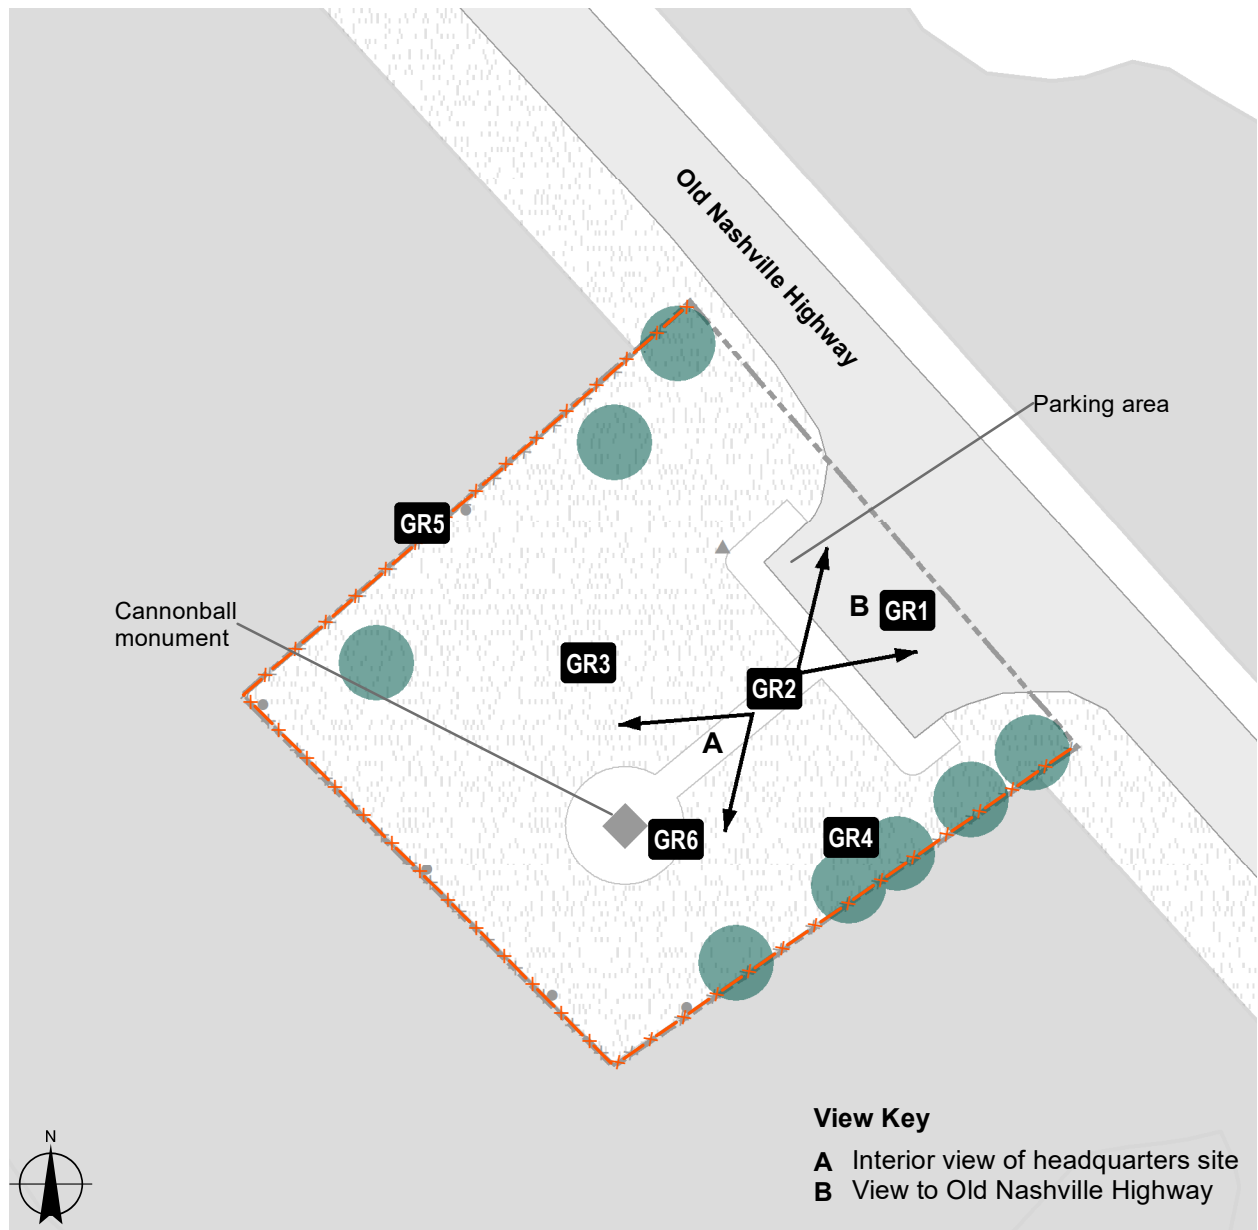 Old Nashville Highway
Parking area
GR5
Cannonball
monument
B
GR1
GR3
GR2
A
GR6
GR4
View Key
A Interior view of headquarters site
B View to Old Nashville Highway
N